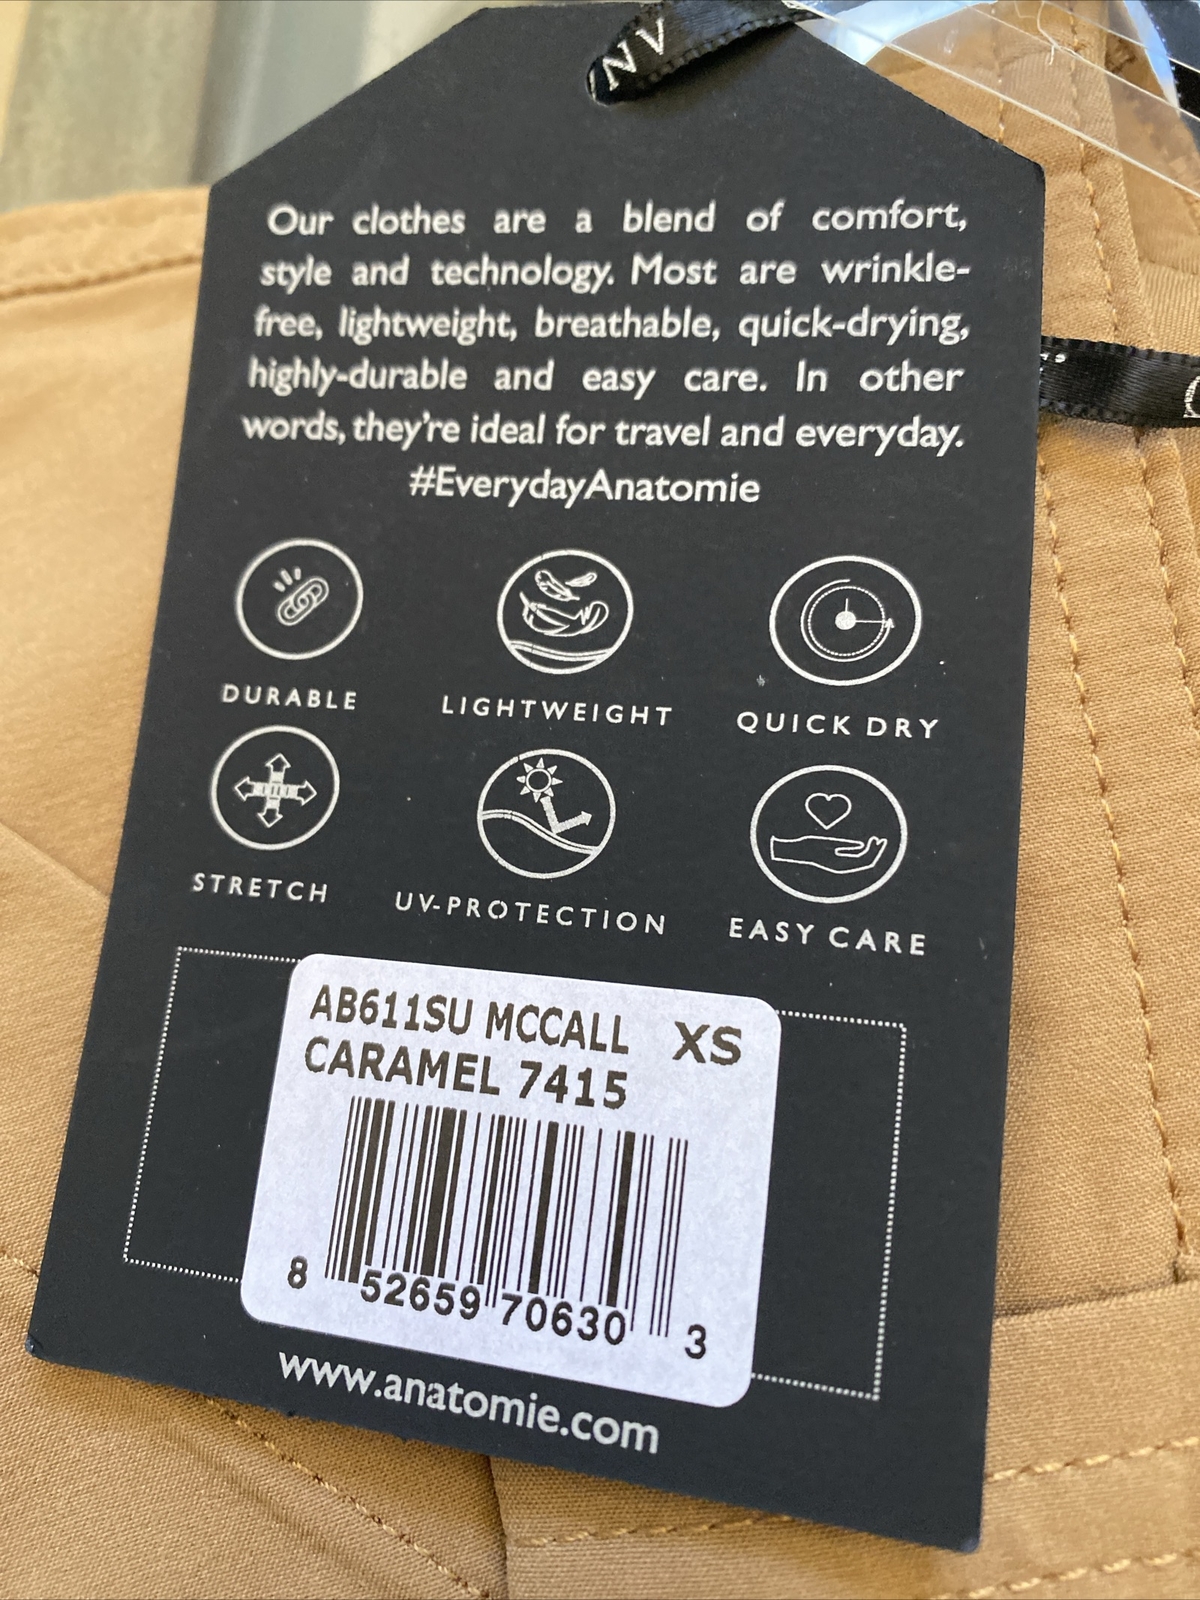 NV
Our clothes are a blend of comfort,
style and technology. Most are wrinkle-
free, lightweight, breathable, quick-drying,
highly-durable and easy care. In other
words, they're ideal for travel and everyday.
#EverydayAnatomie
DURABLE LIGHTWEIGHT QUICK DRY
STRETCH UV-PROTECTION EASY CARE
AB611SU MCCALL XS
CARAMEL 7415
8 52659 70630 3
www.anatomie.com